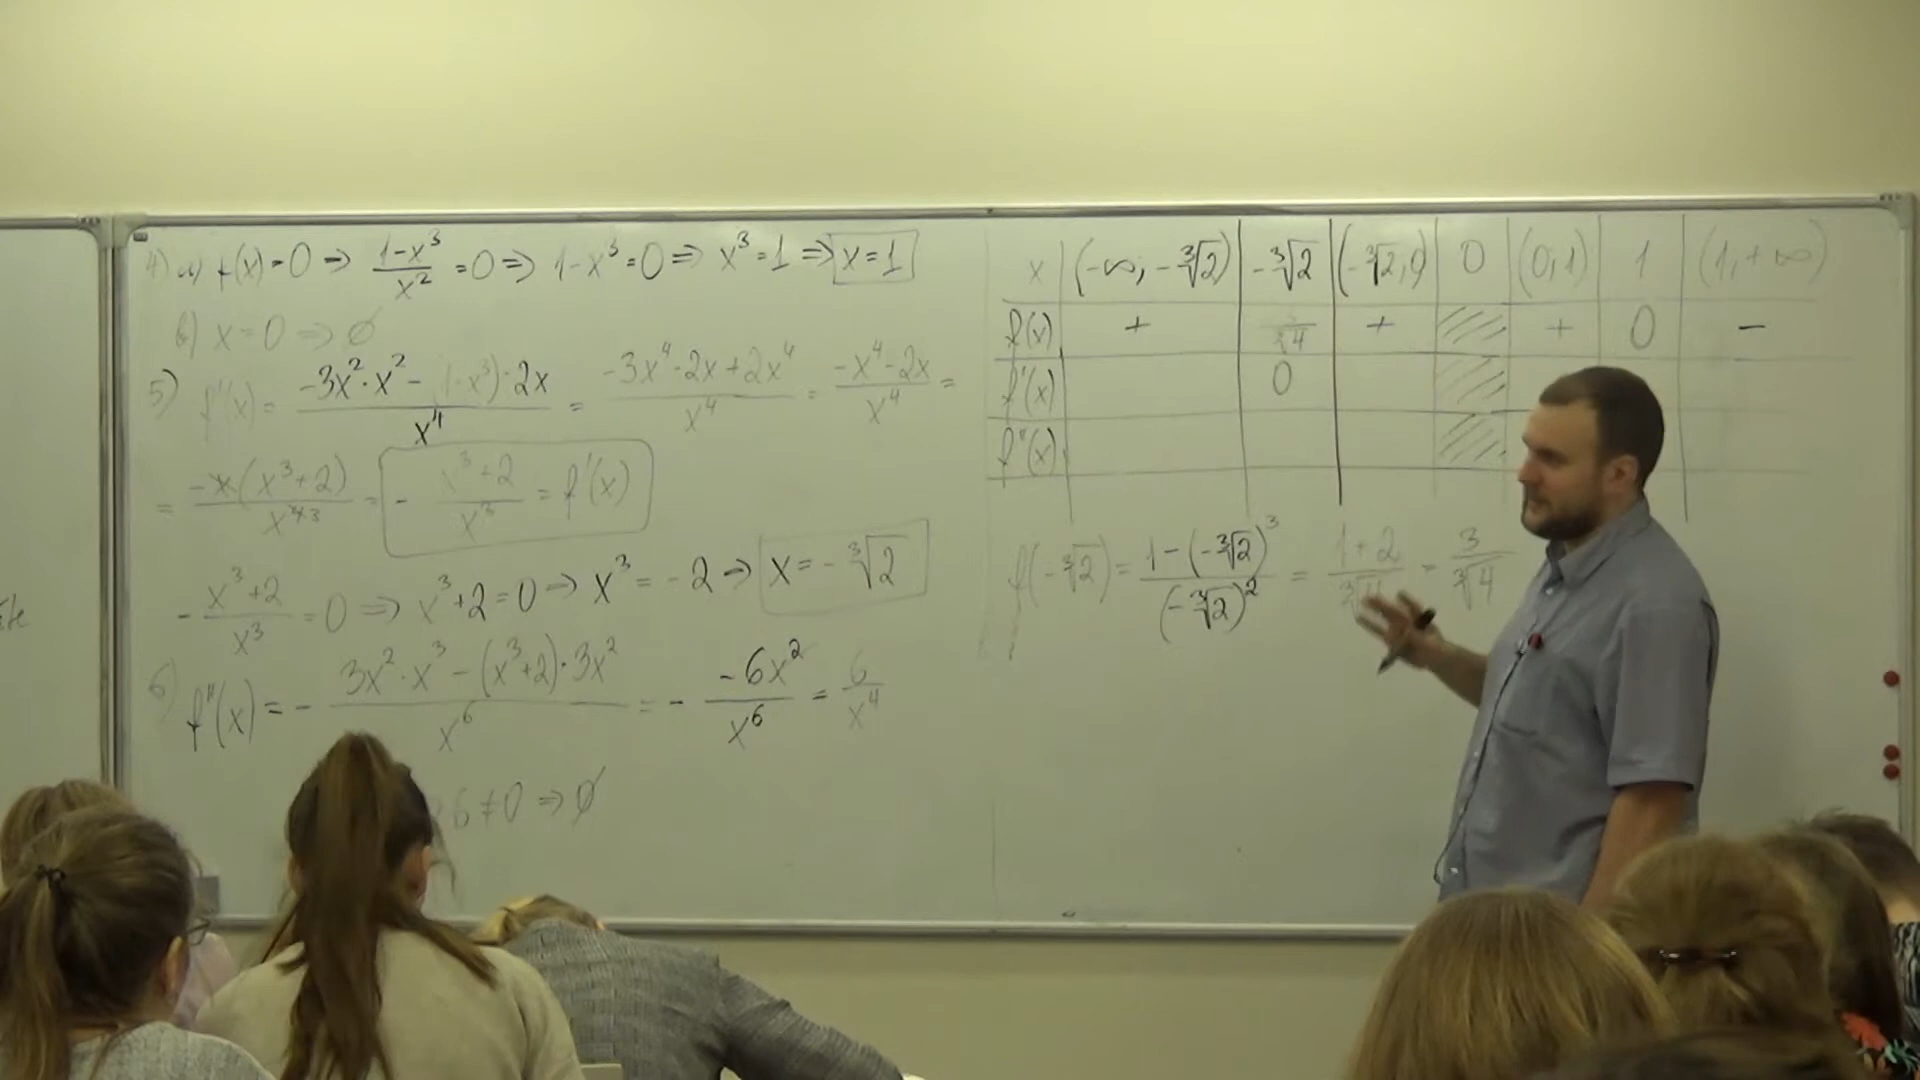 4) a) f(x)=0 ⇒ (1-x³)/x² =0 ⇒ 1-x³=0 ⇒ x³=1 ⇒ x=1
б) x=0 ⇒ ∅
5) f'(x) = (-3x²·x² - (1-x³)·2x)/x⁴ = (-3x⁴-2x+2x⁴)/x⁴ = (-x⁴-2x)/x⁴ =
= -x(x³+2)/x⁴³ = - (x³+2)/x³ = f'(x)
- (x³+2)/x³ = 0 ⇒ x³+2=0 ⇒ x³=-2 ⇒ x=-∛2
6) f''(x) = - (3x²·x³-(x³+2)·3x²)/x⁶ = - (-6x²)/x⁶ = 6/x⁴
6≠0 ⇒ ∅
x (-∞; -∛2) -∛2 (-∛2,0) 0 (0,1) 1 (1,+∞)
f(x) + 3/∛4 + + 0 -
f'(x) 0
f''(x)
f(-∛2) = (1-(-∛2)³)/(-∛2)² = (1+2)/∛4 = 3/∛4